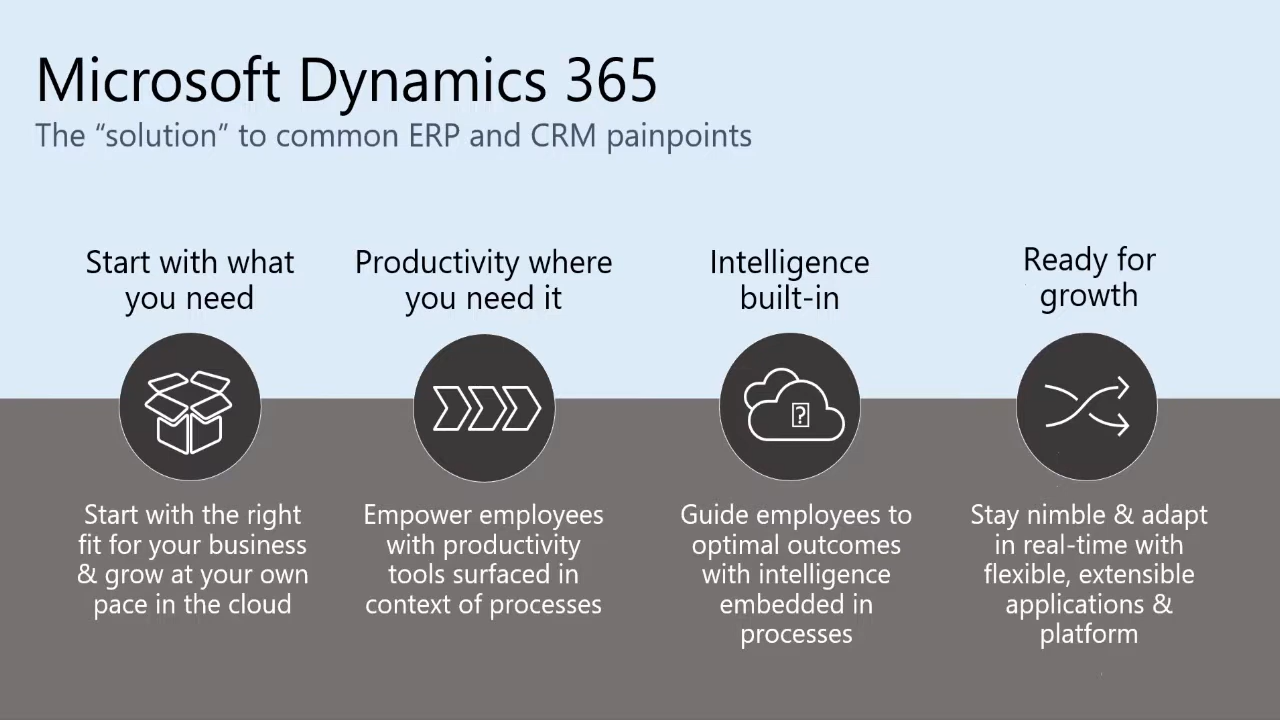 Microsoft Dynamics 365
The “solution” to common ERP and CRM painpoints
Start with what
you need
Productivity where
you need it
Intelligence
built-in
Ready for
growth
?
Start with the right
fit for your business
& grow at your own
pace in the cloud
Empower employees
with productivity
tools surfaced in
context of processes
Guide employees to
optimal outcomes
with intelligence
embedded in
processes
Stay nimble & adapt
in real-time with
flexible, extensible
applications &
platform